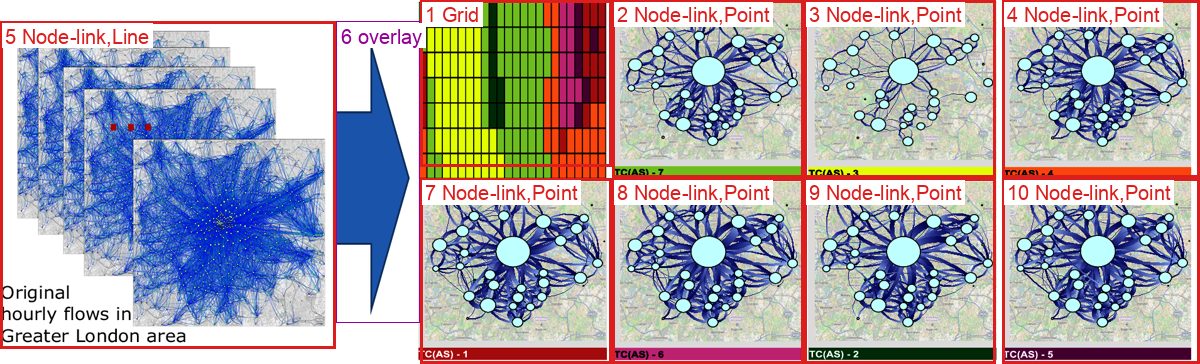 5 Node-link,Line
6 overlay
1 Grid
2 Node-link,Point
3 Node-link,Point
4 Node-link,Point
TC(AS) - 7
TC(AS) - 3
TC(AS) - 4
7 Node-link,Point
8 Node-link,Point
9 Node-link,Point
10 Node-link,Point
Original
hourly flows in
Greater London area
TC(AS) - 1
TC(AS) - 6
TC(AS) - 2
TC(AS) - 5